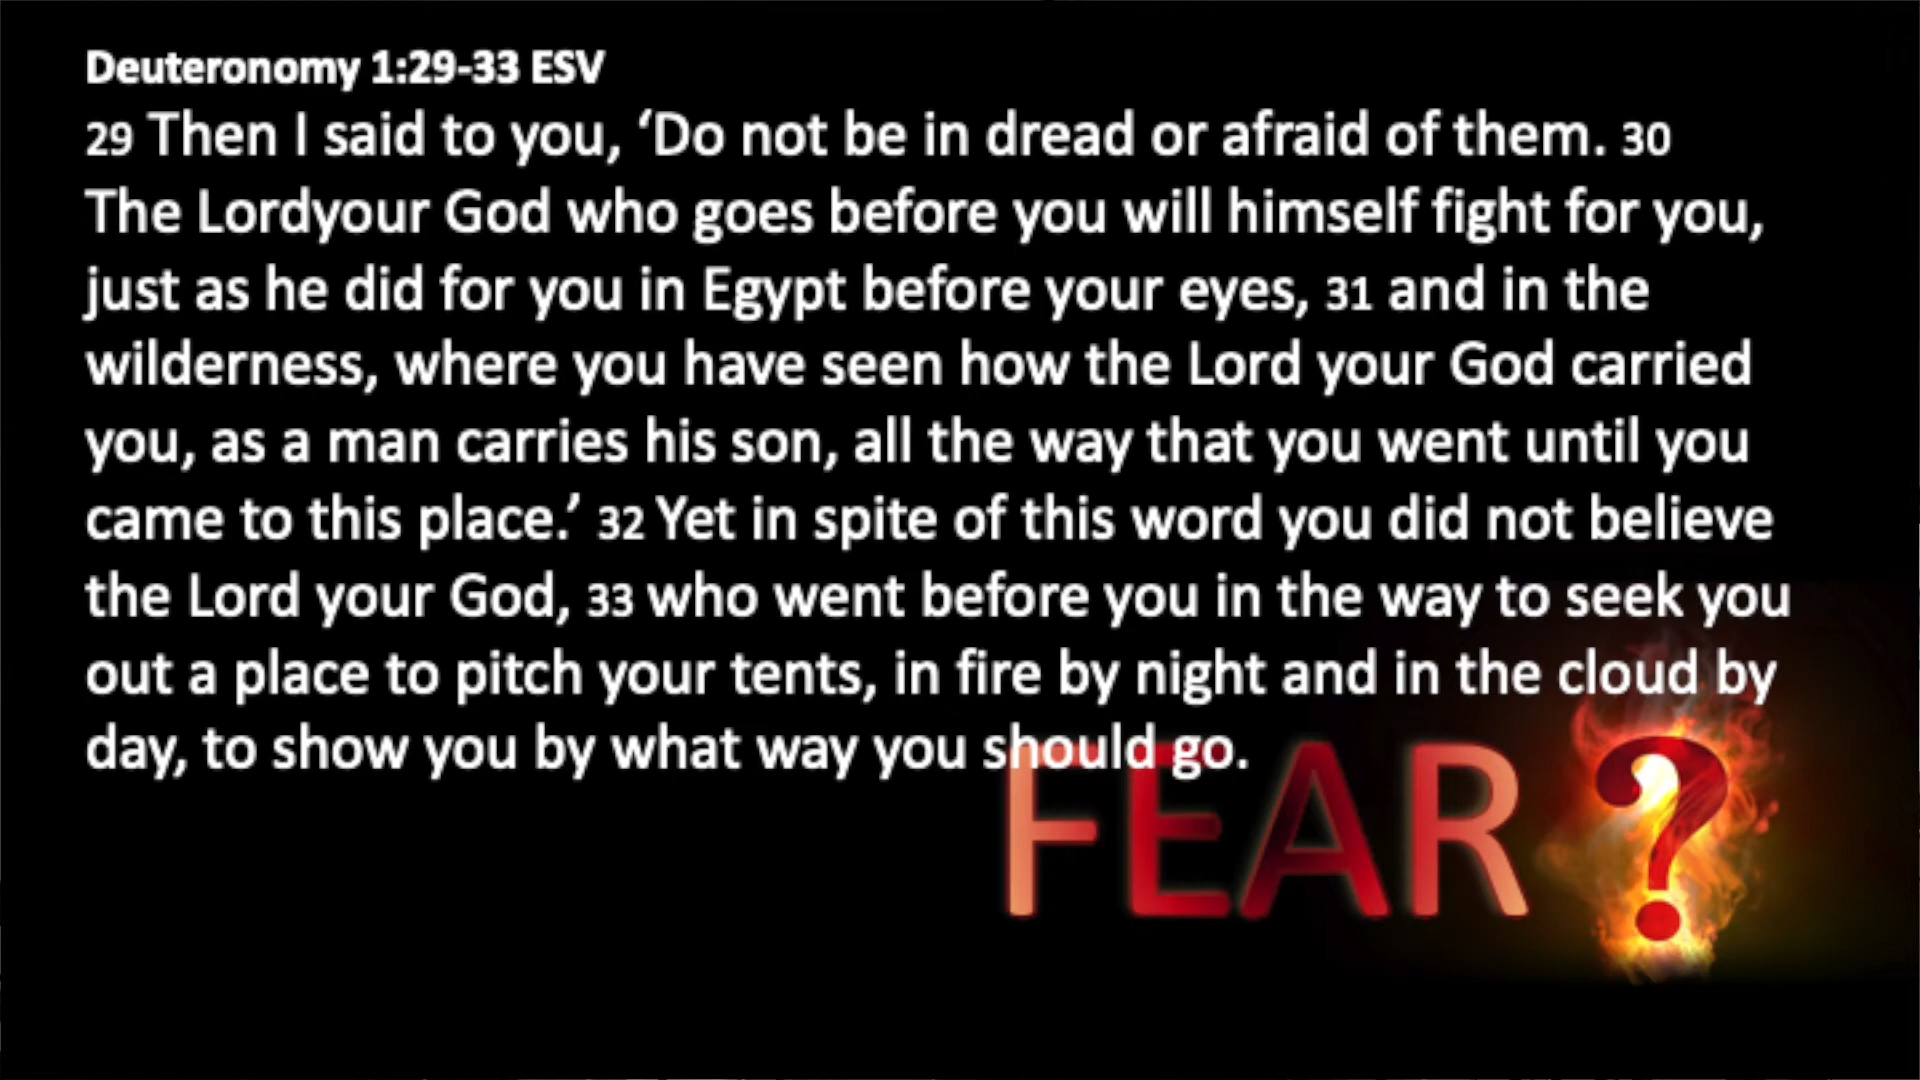 Deuteronomy 1:29-33 ESV
29 Then I said to you, ‘Do not be in dread or afraid of them. 30
The Lordyour God who goes before you will himself fight for you,
just as he did for you in Egypt before your eyes, 31 and in the
wilderness, where you have seen how the Lord your God carried
you, as a man carries his son, all the way that you went until you
came to this place.’ 32 Yet in spite of this word you did not believe
the Lord your God, 33 who went before you in the way to seek you
out a place to pitch your tents, in fire by night and in the cloud by
day, to show you by what way you should go.
FEAR?